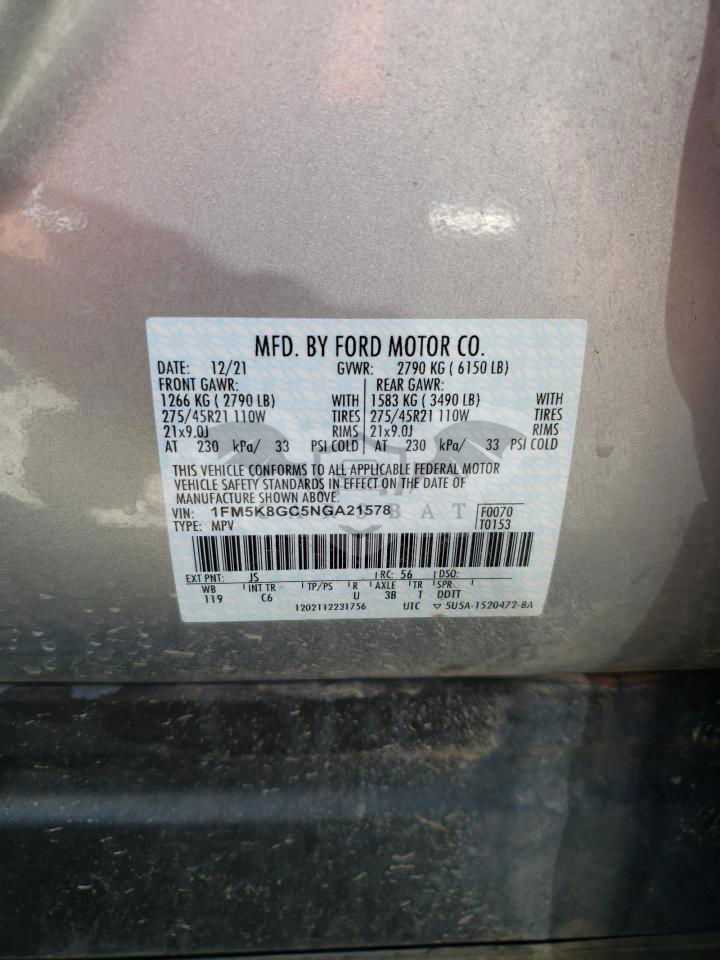 MFD. BY FORD MOTOR CO.
DATE: 12/21 GVWR: 2790 KG ( 6150 LB)
FRONT GAWR: REAR GAWR:
1266 KG ( 2790 LB) WITH 1583 KG ( 3490 LB) WITH
275/45R21 110W TIRES 275/45R21 110W TIRES
21x9.0J RIMS 21x9.0J RIMS
AT 230 kPa/ 33 PSI COLD AT 230 kPa/ 33 PSI COLD
THIS VEHICLE CONFORMS TO ALL APPLICABLE FEDERAL MOTOR
VEHICLE SAFETY STANDARDS IN EFFECT ON THE DATE OF
MANUFACTURE SHOWN ABOVE.
VIN: 1FM5K8GC5NGA21578 F0070
TYPE: MPV T0153
EXT PNT: JS RC: 56 DSO:
WB INT TR TP/PS R AXLE TR SPR
119 C6 U 3B T DDTT
1202112231756 UTC ▽ 5U5A-1520472-BA